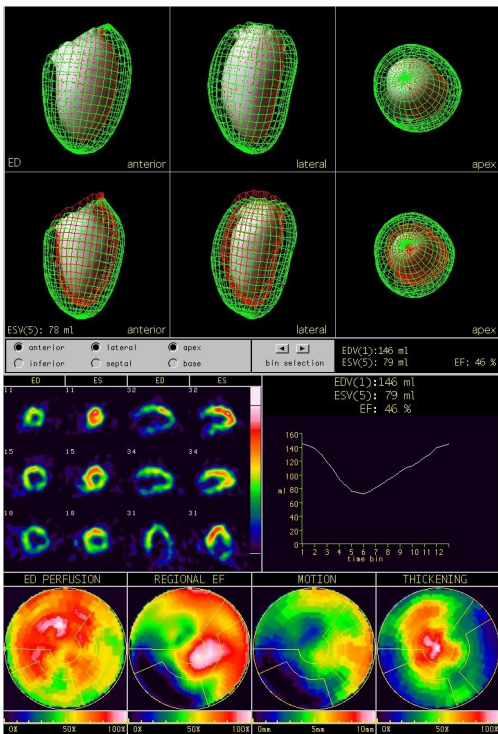 ED anterior lateral apex
ESV(5): 78 ml anterior lateral apex
anterior lateral apex
inferior septal base
bin selection
EDV(1):146 ml
ESV(5): 79 ml EF: 46 %
ED ES ED ES
11 11 32 32
15 15 34 34
18 18 31 31
EDV(1):146 ml
ESV(5): 79 ml
EF: 46 %
160
140
120
100
ml 80
60
40
20
0
1 2 3 4 5 6 7 8 9 10 11 12
time bin
ED PERFUSION REGIONAL EF MOTION THICKENING
0% 50% 100% 0% 50% 100% 0mm 5mm 10mm 0% 50% 100%